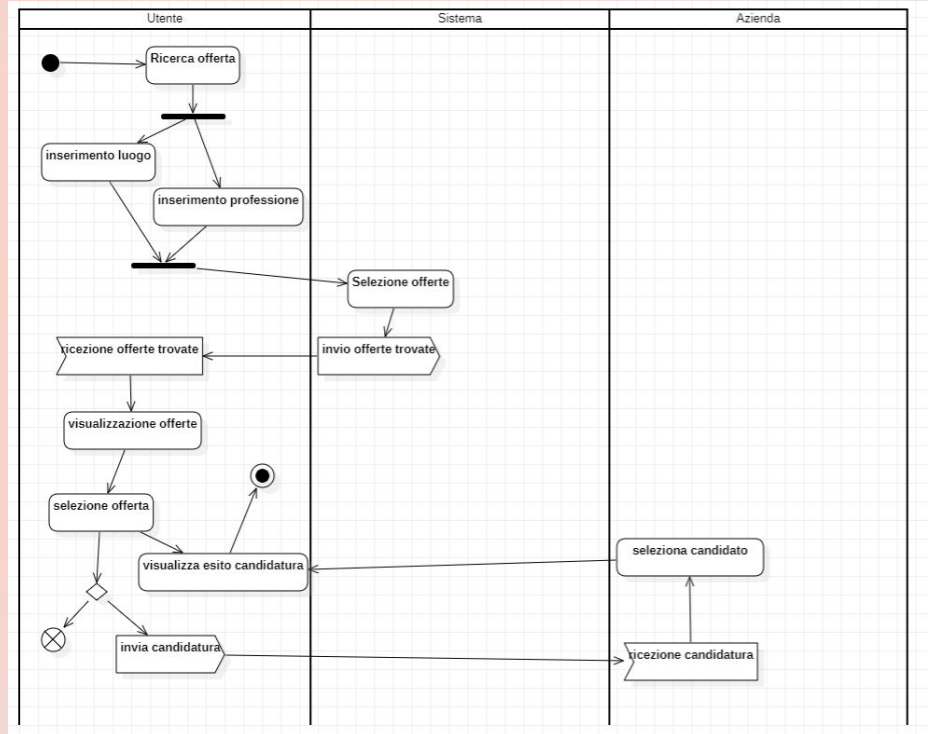 Utente
Sistema
Azienda
Ricerca offerta
inserimento luogo
inserimento professione
Selezione offerte
ricezione offerte trovate
invio offerte trovate
visualizzazione offerte
selezione offerta
seleziona candidato
visualizza esito candidatura
invia candidatura
ricezione candidatura